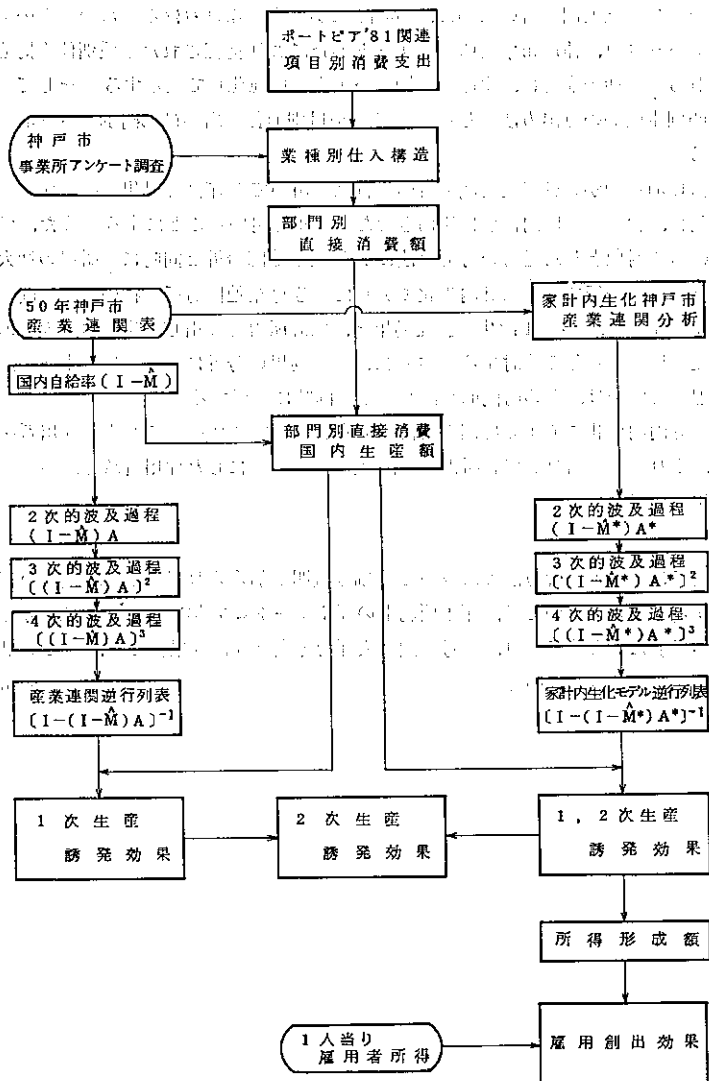 ポートピア'81関連
項目別消費支出
神戸市
事業所アンケート調査
業種別仕入構造
部門別
直接消費額
50年神戸市
産業連関表
家計内生化神戸市
産業連関分析
国内自給率(I-M̂)
部門別直接消費
国内生産額
2次的波及過程
(I-M̂)A
3次的波及過程
〔(I-M̂)A〕²
4次的波及過程
〔(I-M̂)A〕³
産業連関逆行列表
〔I-(I-M̂)A〕⁻¹
2次的波及過程
(I-M̂*)A*
3次的波及過程
〔(I-M̂*)A*〕²
4次的波及過程
〔(I-M̂*)A*〕³
家計内生化モデル逆行列表
〔I-(I-M̂*)A*〕⁻¹
1次生産
誘発効果
2次生産
誘発効果
1,2次生産
誘発効果
所得形成額
1人当り
雇用者所得
雇用創出効果